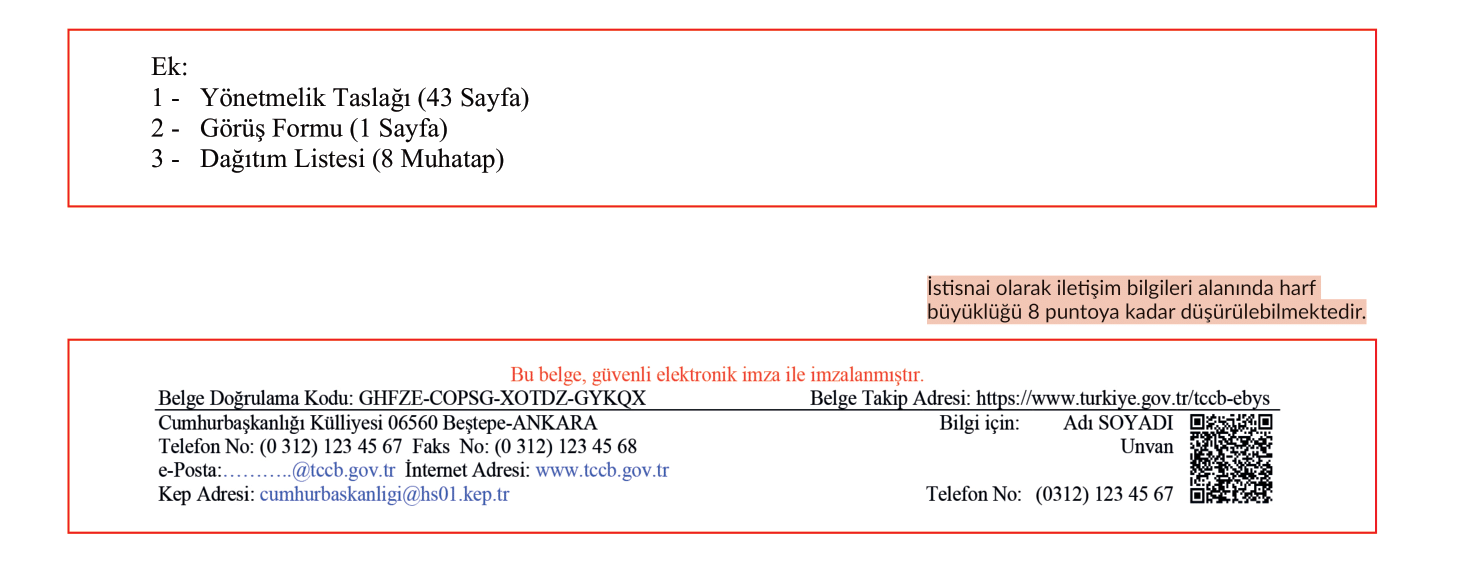 Ek:
1 - Yönetmelik Taslağı (43 Sayfa)
2 - Görüş Formu (1 Sayfa)
3 - Dağıtım Listesi (8 Muhatap)
İstisnai olarak iletişim bilgileri alanında harf
büyüklüğü 8 puntoya kadar düşürülebilmektedir.
Bu belge, güvenli elektronik imza ile imzalanmıştır.
Belge Doğrulama Kodu: GHFZE-COPSG-XOTDZ-GYKQX Belge Takip Adresi: https://www.turkiye.gov.tr/tccb-ebys
Cumhurbaşkanlığı Külliyesi 06560 Beştepe-ANKARA Bilgi için: Adı SOYADI
Telefon No: (0 312) 123 45 67 Faks No: (0 312) 123 45 68 Unvan
e-Posta:……….@tccb.gov.tr İnternet Adresi: www.tccb.gov.tr
Kep Adresi: cumhurbaskanligi@hs01.kep.tr Telefon No: (0312) 123 45 67